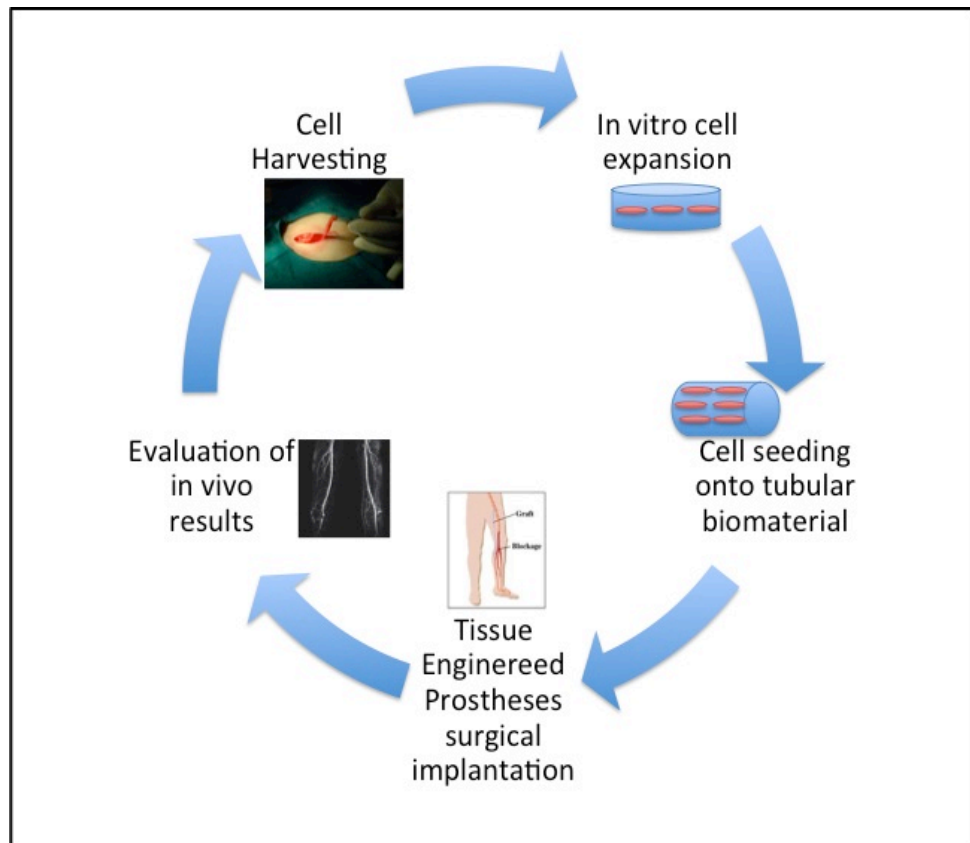 Cell
Harvesting
In vitro cell
expansion
Cell seeding
onto tubular
biomaterial
Graft
Blockage
Tissue
Enginereed
Prostheses
surgical
implantation
Evaluation of
in vivo
results